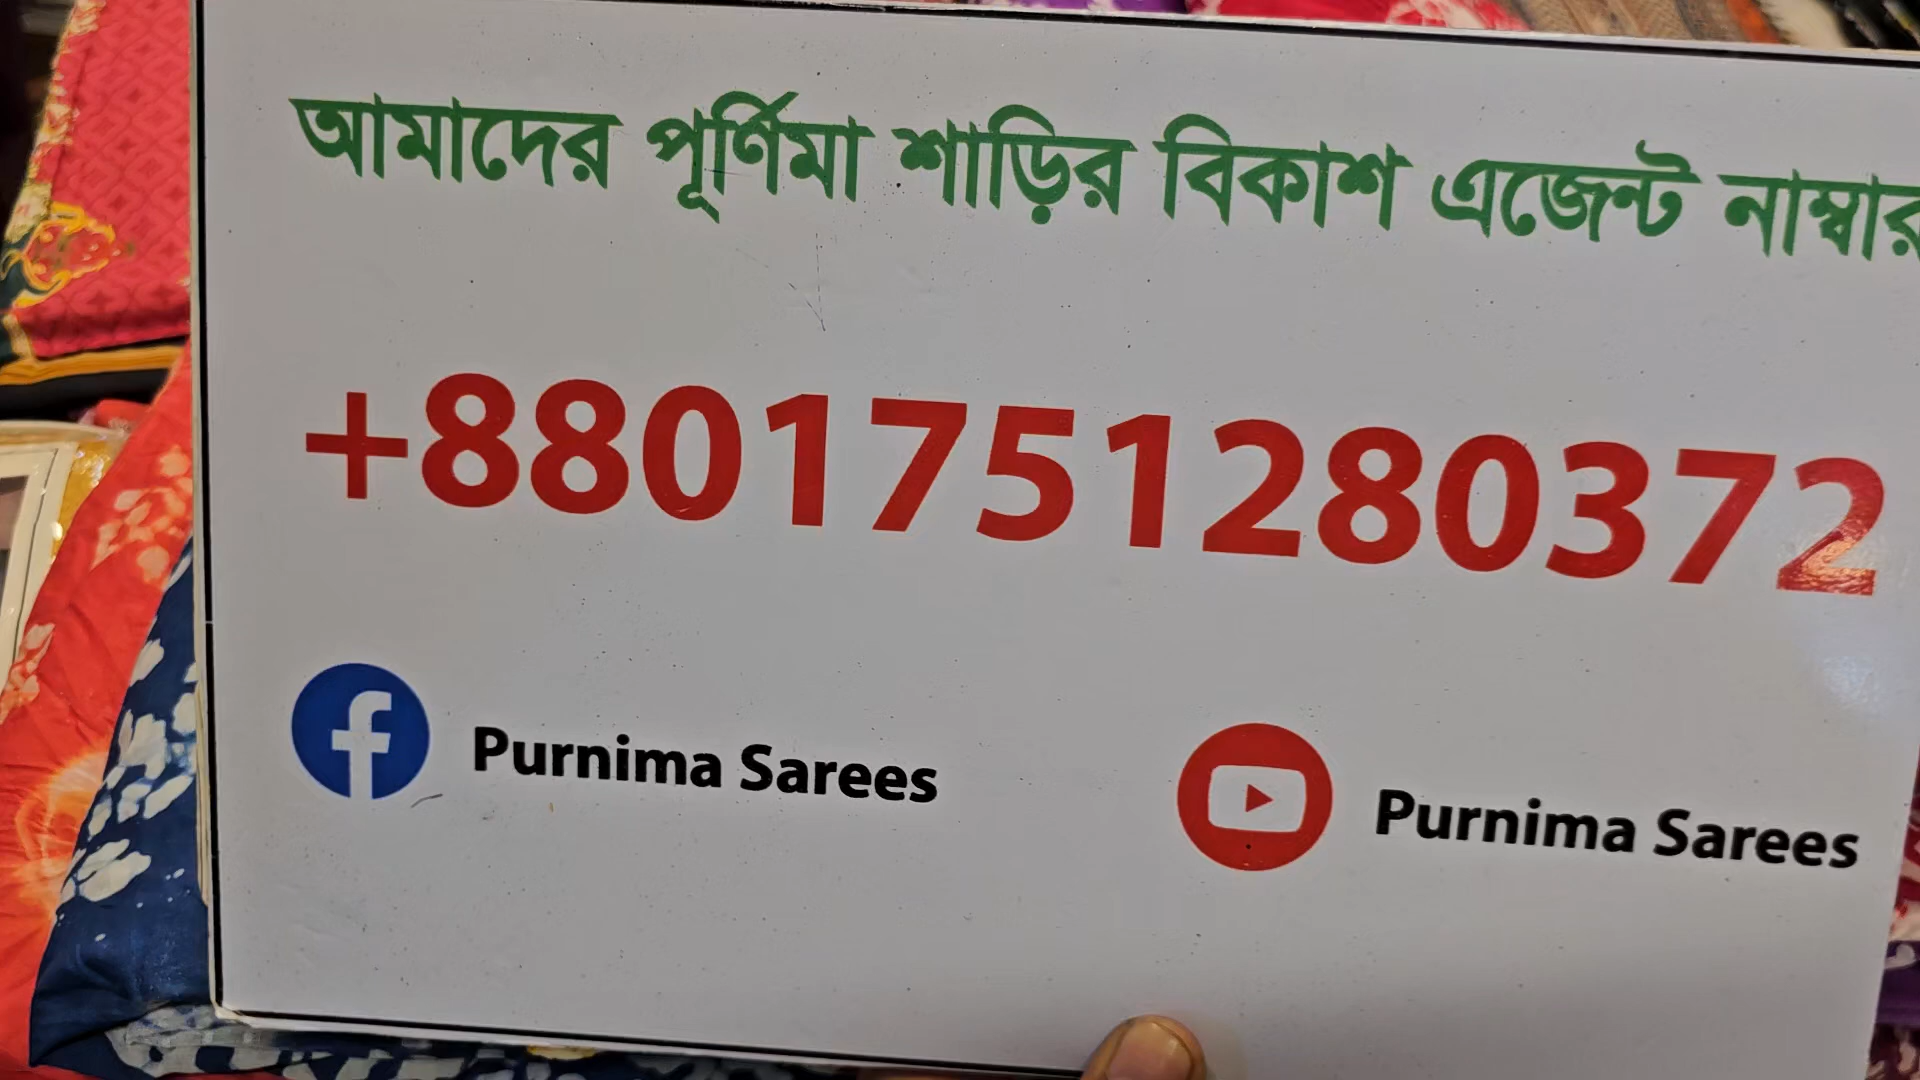 আমাদের পূর্ণিমা শাড়ির বিকাশ এজেন্ট নাম্বার
+8801751280372
Purnima Sarees
Purnima Sarees